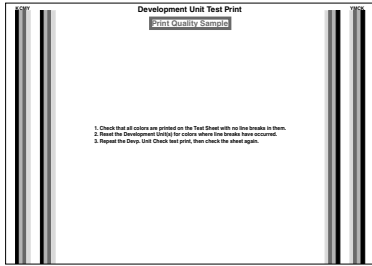 KCMY
Development Unit Test Print
YMCK
Print Quality Sample
1. Check that all colors are printed on the Test Sheet with no line breaks in them.
2. Reset the Development Unit(s) for colors where line breaks have occurred.
3. Repeat the Devp. Unit Check test print, then check the sheet again.